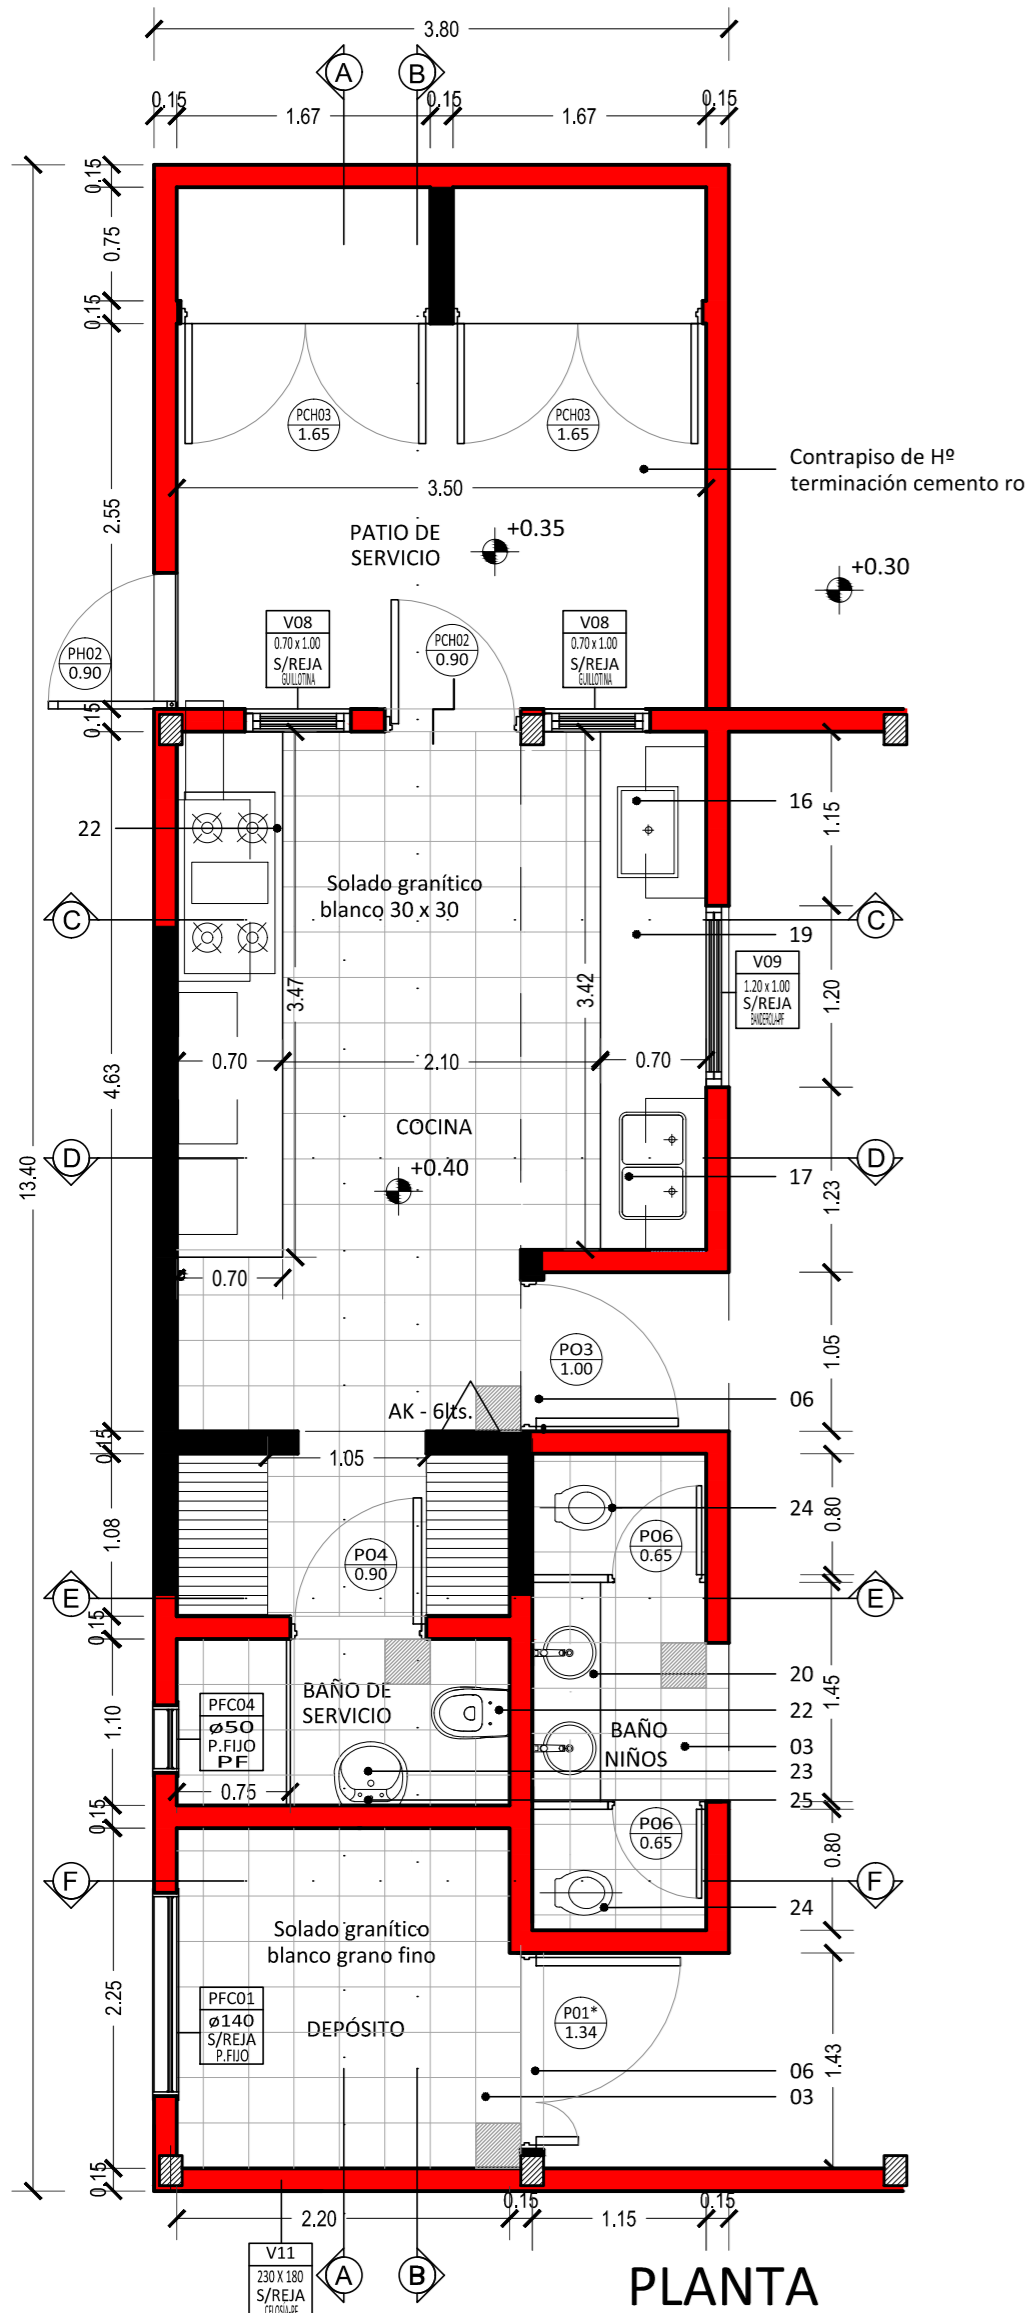 3.80
A
B
0.15
1.67
0.15
1.67
0.15
0.15
0.75
0.15
PCH03
1.65
PCH03
1.65
Contrapiso de Hº
terminación cemento ro
3.50
2.55
PATIO DE
SERVICIO
+0.35
+0.30
V08
0.70 x 1.00
S/REJA
GUILLOTINA
PCH02
0.90
V08
0.70 x 1.00
S/REJA
GUILLOTINA
PH02
0.90
0.15
16
1.15
22
Solado granítico
blanco 30 x 30
C
C
19
V09
1.20 x 1.00
S/REJA
3.47
3.42
1.20
0.70
2.10
0.70
4.63
COCINA
D
D
+0.40
17
13.40
1.23
0.70
PO3
1.00
1.05
06
AK - 6lts.
0.15
1.05
24
0.80
1.08
P04
0.90
P06
0.65
E
E
0.15
20
1.45
BAÑO DE
SERVICIO
PFC04
ø50
P.FIJO
PF
22
1.10
BAÑO
NIÑOS
03
23
0.75
25
0.15
P06
0.65
0.80
F
F
24
Solado granítico
blanco grano fino
2.25
PFC01
ø140
S/REJA
P.FIJO
DEPÓSITO
P01*
1.34
1.43
06
03
0.15
0.15
0.15
2.20
1.15
V11
230 X 180
S/REJA
CELOSÍA-PF
A
B
PLANTA